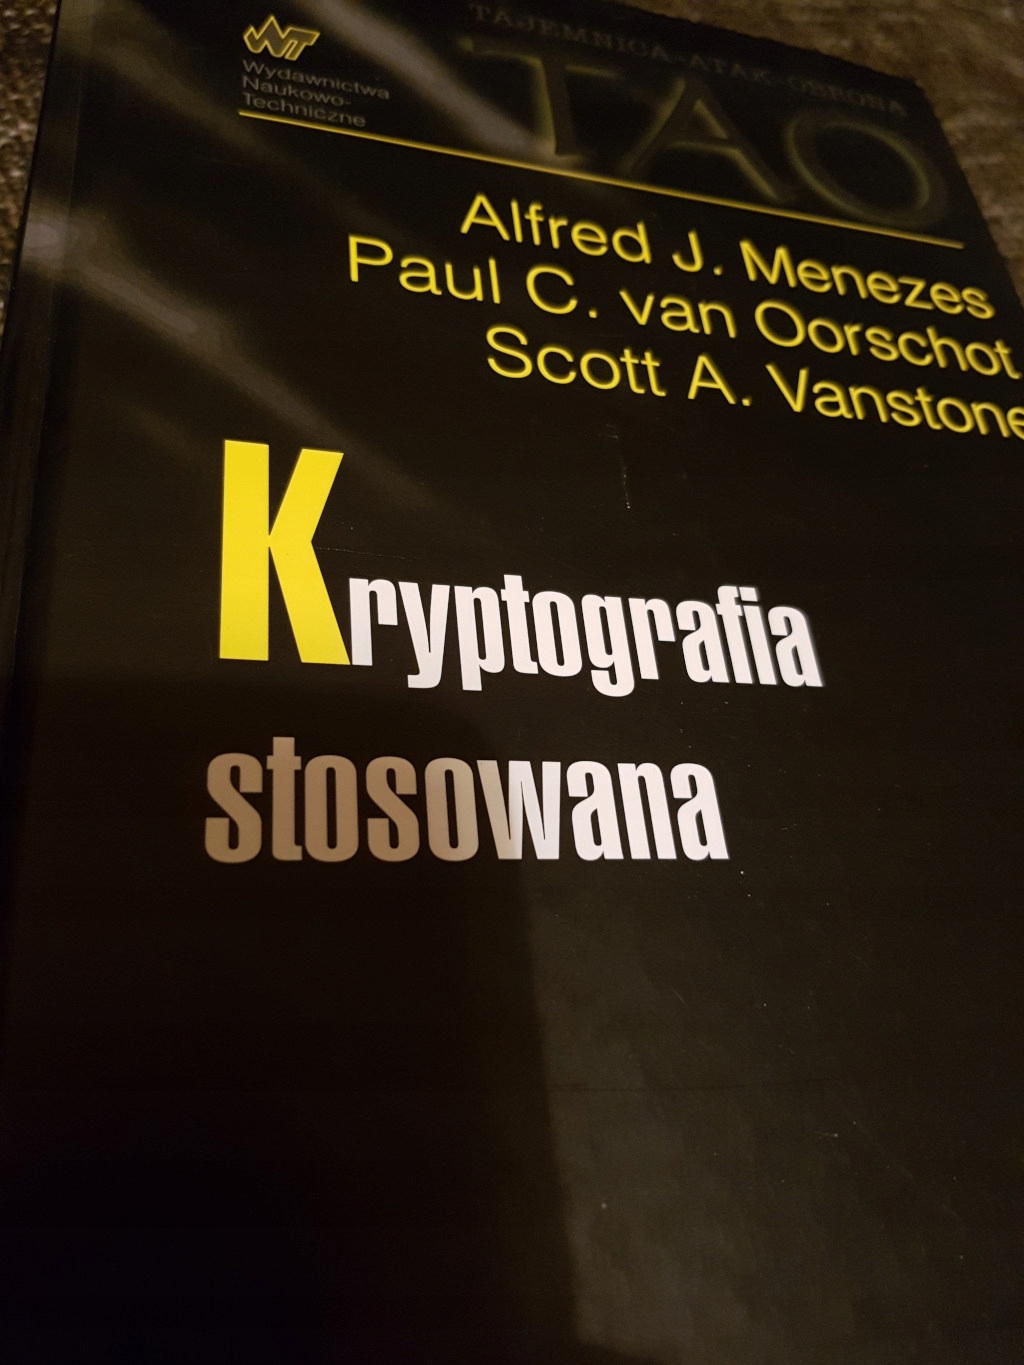 WNT
Wydawnictwa
Naukowo-
Techniczne
TAJEMNICA-ATAK-OBRONA
TAO
Alfred J. Menezes
Paul C. van Oorschot
Scott A. Vanstone
Kryptografia
stosowana